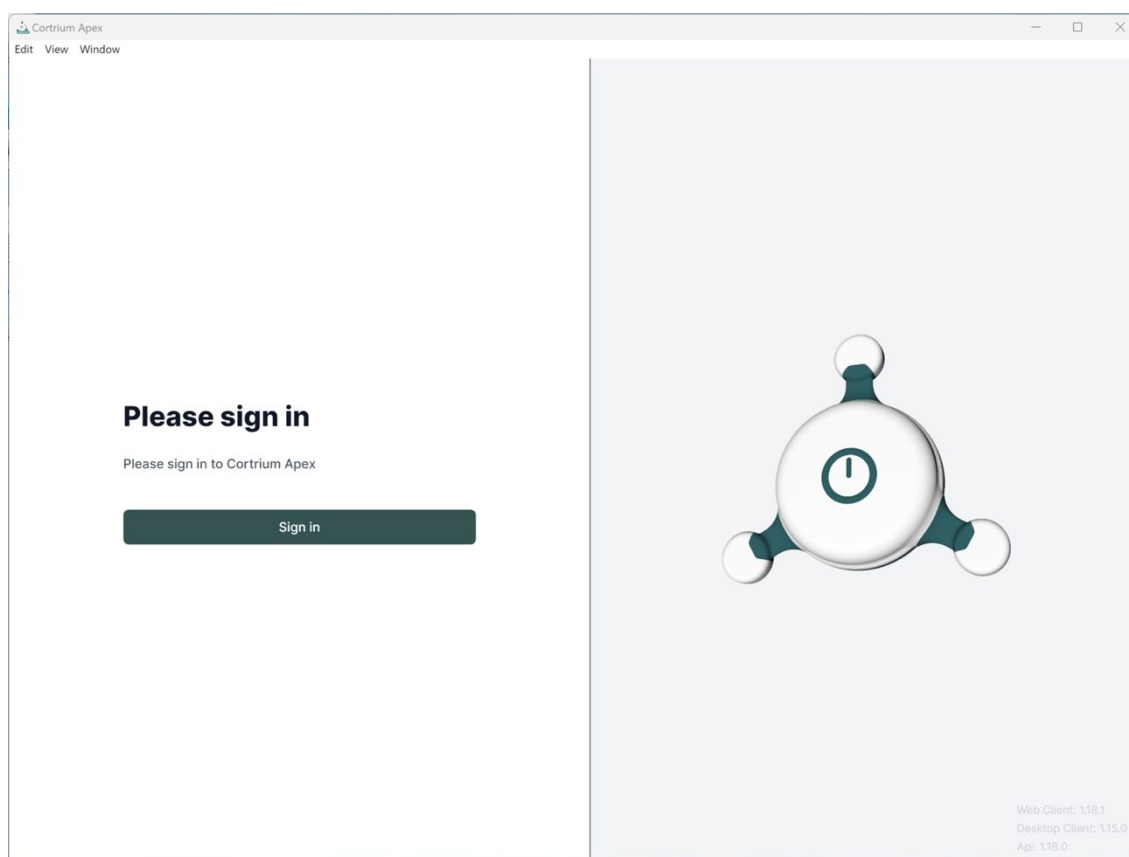 Cortrium Apex
Edit View Window
Please sign in
Please sign in to Cortrium Apex
Sign in
Web Client: 1.18.1
Desktop Client: 1.15.0
Api: 1.18.0